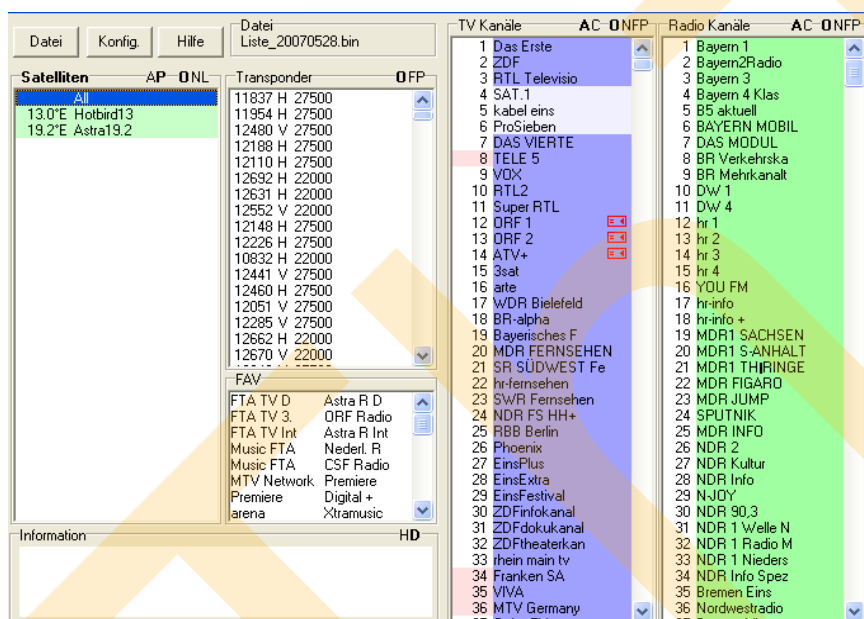 Datei Konfig. Hilfe
Datei
Liste_20070528.bin
Satelliten AP ONL
All
13.0°E Hotbird13
19.2°E Astra19.2
Transponder OFP
11837 H 27500
11954 H 27500
12480 V 27500
12188 H 27500
12110 H 27500
12692 H 22000
12631 H 22000
12552 V 22000
12148 H 27500
12226 H 27500
10832 H 22000
12441 V 27500
12460 H 27500
12051 V 27500
12285 V 27500
12662 H 22000
12670 V 22000
FAV
FTA TV D Astra R D
FTA TV 3. ORF Radio
FTA TV Int Astra R Int
Music FTA Nederl. R
Music FTA CSF Radio
MTV Network Premiere
Premiere Digital +
arena Xtramusic
Information HD
TV Kanäle AC ONFP
1 Das Erste
2 ZDF
3 RTL Televisio
4 SAT.1
5 kabel eins
6 ProSieben
7 DAS VIERTE
8 TELE 5
9 VOX
10 RTL2
11 Super RTL
12 ORF 1
13 ORF 2
14 ATV+
15 3sat
16 arte
17 WDR Bielefeld
18 BR-alpha
19 Bayerisches F
20 MDR FERNSEHEN
21 SR SÜDWEST Fe
22 hr-fernsehen
23 SWR Fernsehen
24 NDR FS HH+
25 RBB Berlin
26 Phoenix
27 EinsPlus
28 EinsExtra
29 EinsFestival
30 ZDFinfokanal
31 ZDFdokukanal
32 ZDFtheaterkan
33 rhein main tv
34 Franken SA
35 VIVA
36 MTV Germany
Radio Kanäle AC ONFP
1 Bayern 1
2 Bayern2Radio
3 Bayern 3
4 Bayern 4 Klas
5 B5 aktuell
6 BAYERN MOBIL
7 DAS MODUL
8 BR Verkehrska
9 BR Mehrkanalt
10 DW 1
11 DW 4
12 hr 1
13 hr 2
14 hr 3
15 hr 4
16 YOU FM
17 hr-info
18 hr-info +
19 MDR1 SACHSEN
20 MDR1 S-ANHALT
21 MDR1 TH|RINGE
22 MDR FIGARO
23 MDR JUMP
24 SPUTNIK
25 MDR INFO
26 NDR 2
27 NDR Kultur
28 NDR Info
29 N-JOY
30 NDR 90,3
31 NDR 1 Welle N
32 NDR 1 Radio M
33 NDR 1 Nieders
34 NDR Info Spez
35 Bremen Eins
36 Nordwestradio